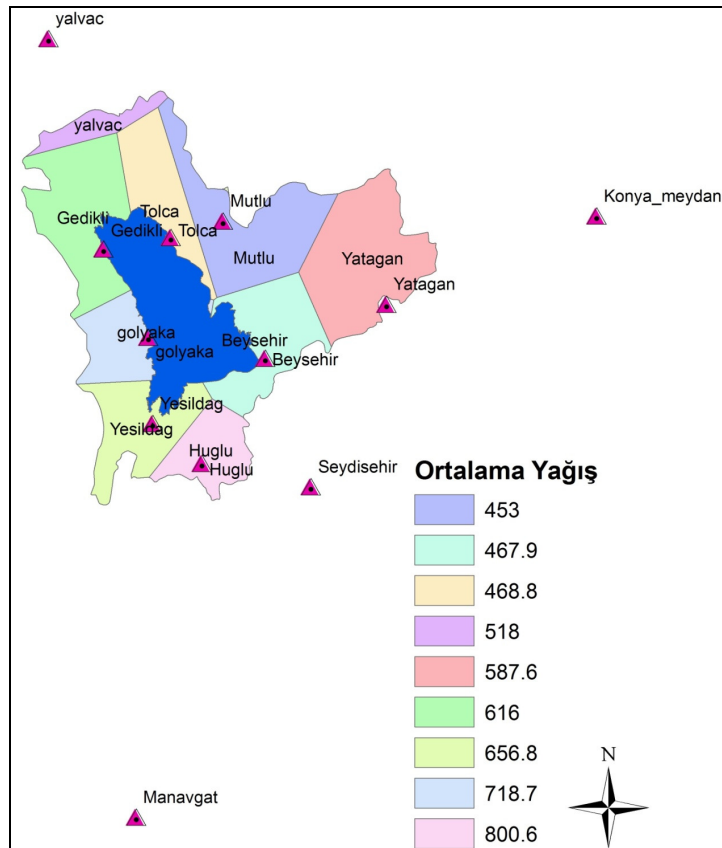 yalvac
yalvac
Konya_meydan
Mutlu
Tolca
Gedikli
Gedikli
Tolca
Mutlu
Yatagan
Yatagan
golyaka
golyaka
Beysehir
Beysehir
Yesildag
Yesildag
Huglu
Huglu
Seydisehir
Ortalama Yağış
453
467.9
468.8
518
587.6
616
656.8
718.7
800.6
N
Manavgat